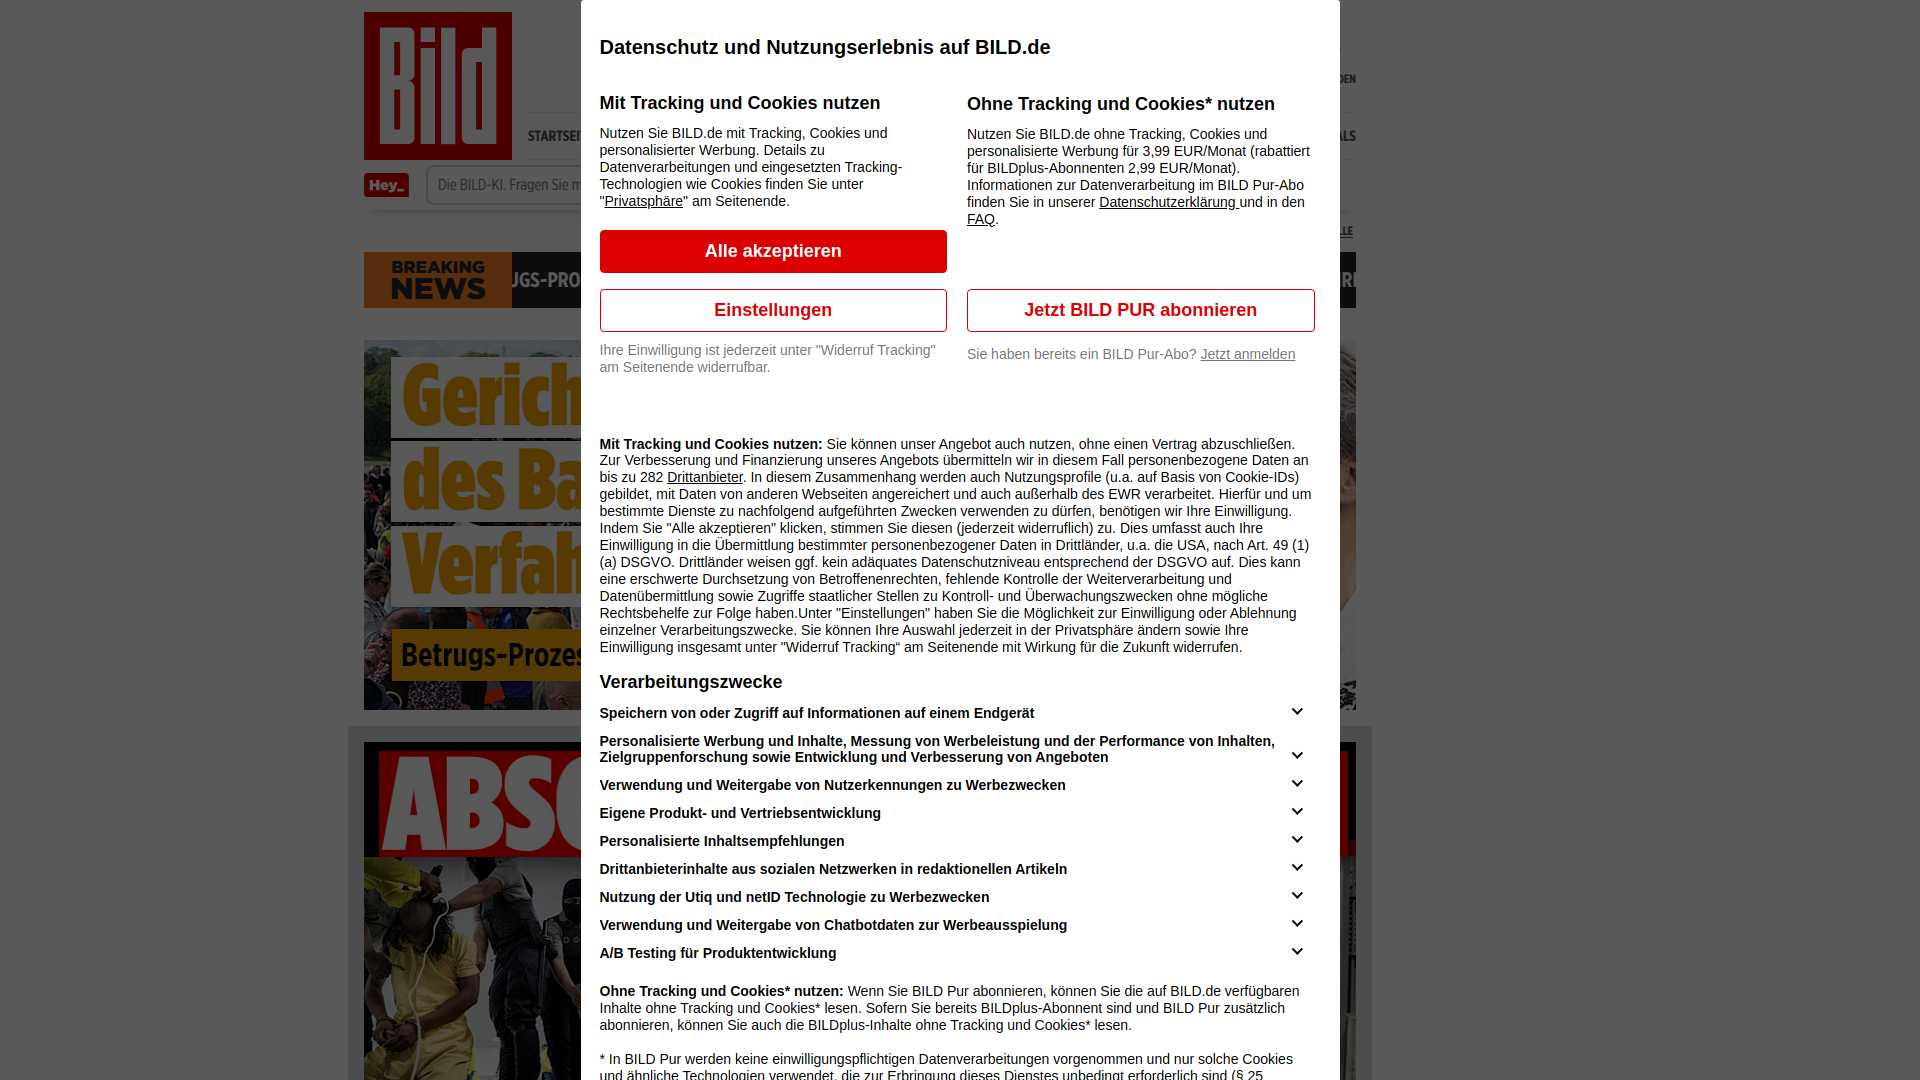 Bild
STARTSEI
Hey_
Die BILD-KI. Fragen Sie m
BREAKING
NEWS
UGS-PRO
Gerich
des Ba
Verfah
Betrugs-Prozes
ABSC
Datenschutz und Nutzungserlebnis auf BILD.de
Mit Tracking und Cookies nutzen
Nutzen Sie BILD.de mit Tracking, Cookies und
personalisierter Werbung. Details zu
Datenverarbeitungen und eingesetzten Tracking-
Technologien wie Cookies finden Sie unter
"Privatsphäre" am Seitenende.
Alle akzeptieren
Einstellungen
Ihre Einwilligung ist jederzeit unter "Widerruf Tracking"
am Seitenende widerrufbar.
Ohne Tracking und Cookies* nutzen
Nutzen Sie BILD.de ohne Tracking, Cookies und
personalisierte Werbung für 3,99 EUR/Monat (rabattiert
für BILDplus-Abonnenten 2,99 EUR/Monat).
Informationen zur Datenverarbeitung im BILD Pur-Abo
finden Sie in unserer Datenschutzerklärung und in den
FAQ.
Jetzt BILD PUR abonnieren
Sie haben bereits ein BILD Pur-Abo? Jetzt anmelden
Mit Tracking und Cookies nutzen: Sie können unser Angebot auch nutzen, ohne einen Vertrag abzuschließen.
Zur Verbesserung und Finanzierung unseres Angebots übermitteln wir in diesem Fall personenbezogene Daten an
bis zu 282 Drittanbieter. In diesem Zusammenhang werden auch Nutzungsprofile (u.a. auf Basis von Cookie-IDs)
gebildet, mit Daten von anderen Webseiten angereichert und auch außerhalb des EWR verarbeitet. Hierfür und um
bestimmte Dienste zu nachfolgend aufgeführten Zwecken verwenden zu dürfen, benötigen wir Ihre Einwilligung.
Indem Sie "Alle akzeptieren" klicken, stimmen Sie diesen (jederzeit widerruflich) zu. Dies umfasst auch Ihre
Einwilligung in die Übermittlung bestimmter personenbezogener Daten in Drittländer, u.a. die USA, nach Art. 49 (1)
(a) DSGVO. Drittländer weisen ggf. kein adäquates Datenschutzniveau entsprechend der DSGVO auf. Dies kann
eine erschwerte Durchsetzung von Betroffenenrechten, fehlende Kontrolle der Weiterverarbeitung und
Datenübermittlung sowie Zugriffe staatlicher Stellen zu Kontroll- und Überwachungszwecken ohne mögliche
Rechtsbehelfe zur Folge haben.Unter "Einstellungen" haben Sie die Möglichkeit zur Einwilligung oder Ablehnung
einzelner Verarbeitungszwecke. Sie können Ihre Auswahl jederzeit in der Privatsphäre ändern sowie Ihre
Einwilligung insgesamt unter "Widerruf Tracking“ am Seitenende mit Wirkung für die Zukunft widerrufen.
Verarbeitungszwecke
Speichern von oder Zugriff auf Informationen auf einem Endgerät
Personalisierte Werbung und Inhalte, Messung von Werbeleistung und der Performance von Inhalten,
Zielgruppenforschung sowie Entwicklung und Verbesserung von Angeboten
Verwendung und Weitergabe von Nutzerkennungen zu Werbezwecken
Eigene Produkt- und Vertriebsentwicklung
Personalisierte Inhaltsempfehlungen
Drittanbieterinhalte aus sozialen Netzwerken in redaktionellen Artikeln
Nutzung der Utiq und netID Technologie zu Werbezwecken
Verwendung und Weitergabe von Chatbotdaten zur Werbeausspielung
A/B Testing für Produktentwicklung
Ohne Tracking und Cookies* nutzen: Wenn Sie BILD Pur abonnieren, können Sie die auf BILD.de verfügbaren
Inhalte ohne Tracking und Cookies* lesen. Sofern Sie bereits BILDplus-Abonnent sind und BILD Pur zusätzlich
abonnieren, können Sie auch die BILDplus-Inhalte ohne Tracking und Cookies* lesen.
* In BILD Pur werden keine einwilligungspflichtigen Datenverarbeitungen vorgenommen und nur solche Cookies
und ähnliche Technologien verwendet, die zur Erbringung dieses Dienstes unbedingt erforderlich sind (§ 25